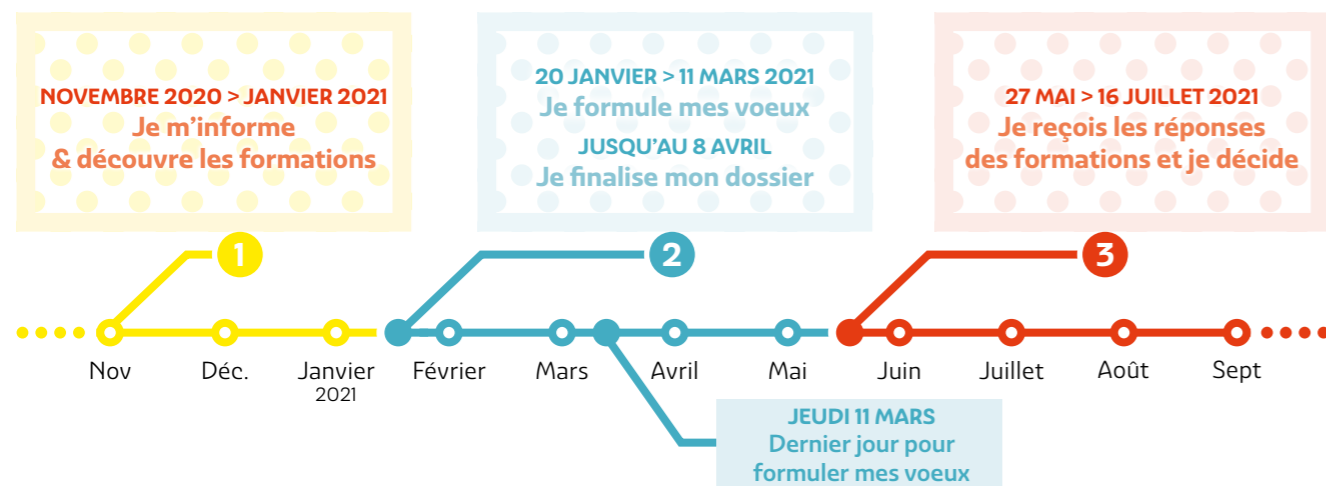 NOVEMBRE 2020 > JANVIER 2021
Je m'informe
& découvre les formations
20 JANVIER > 11 MARS 2021
Je formule mes voeux
JUSQU'AU 8 AVRIL
Je finalise mon dossier
27 MAI > 16 JUILLET 2021
Je reçois les réponses
des formations et je décide
1
2
3
Nov
Déc.
Janvier
2021
Février
Mars
Avril
Mai
Juin
Juillet
Août
Sept
JEUDI 11 MARS
Dernier jour pour
formuler mes voeux